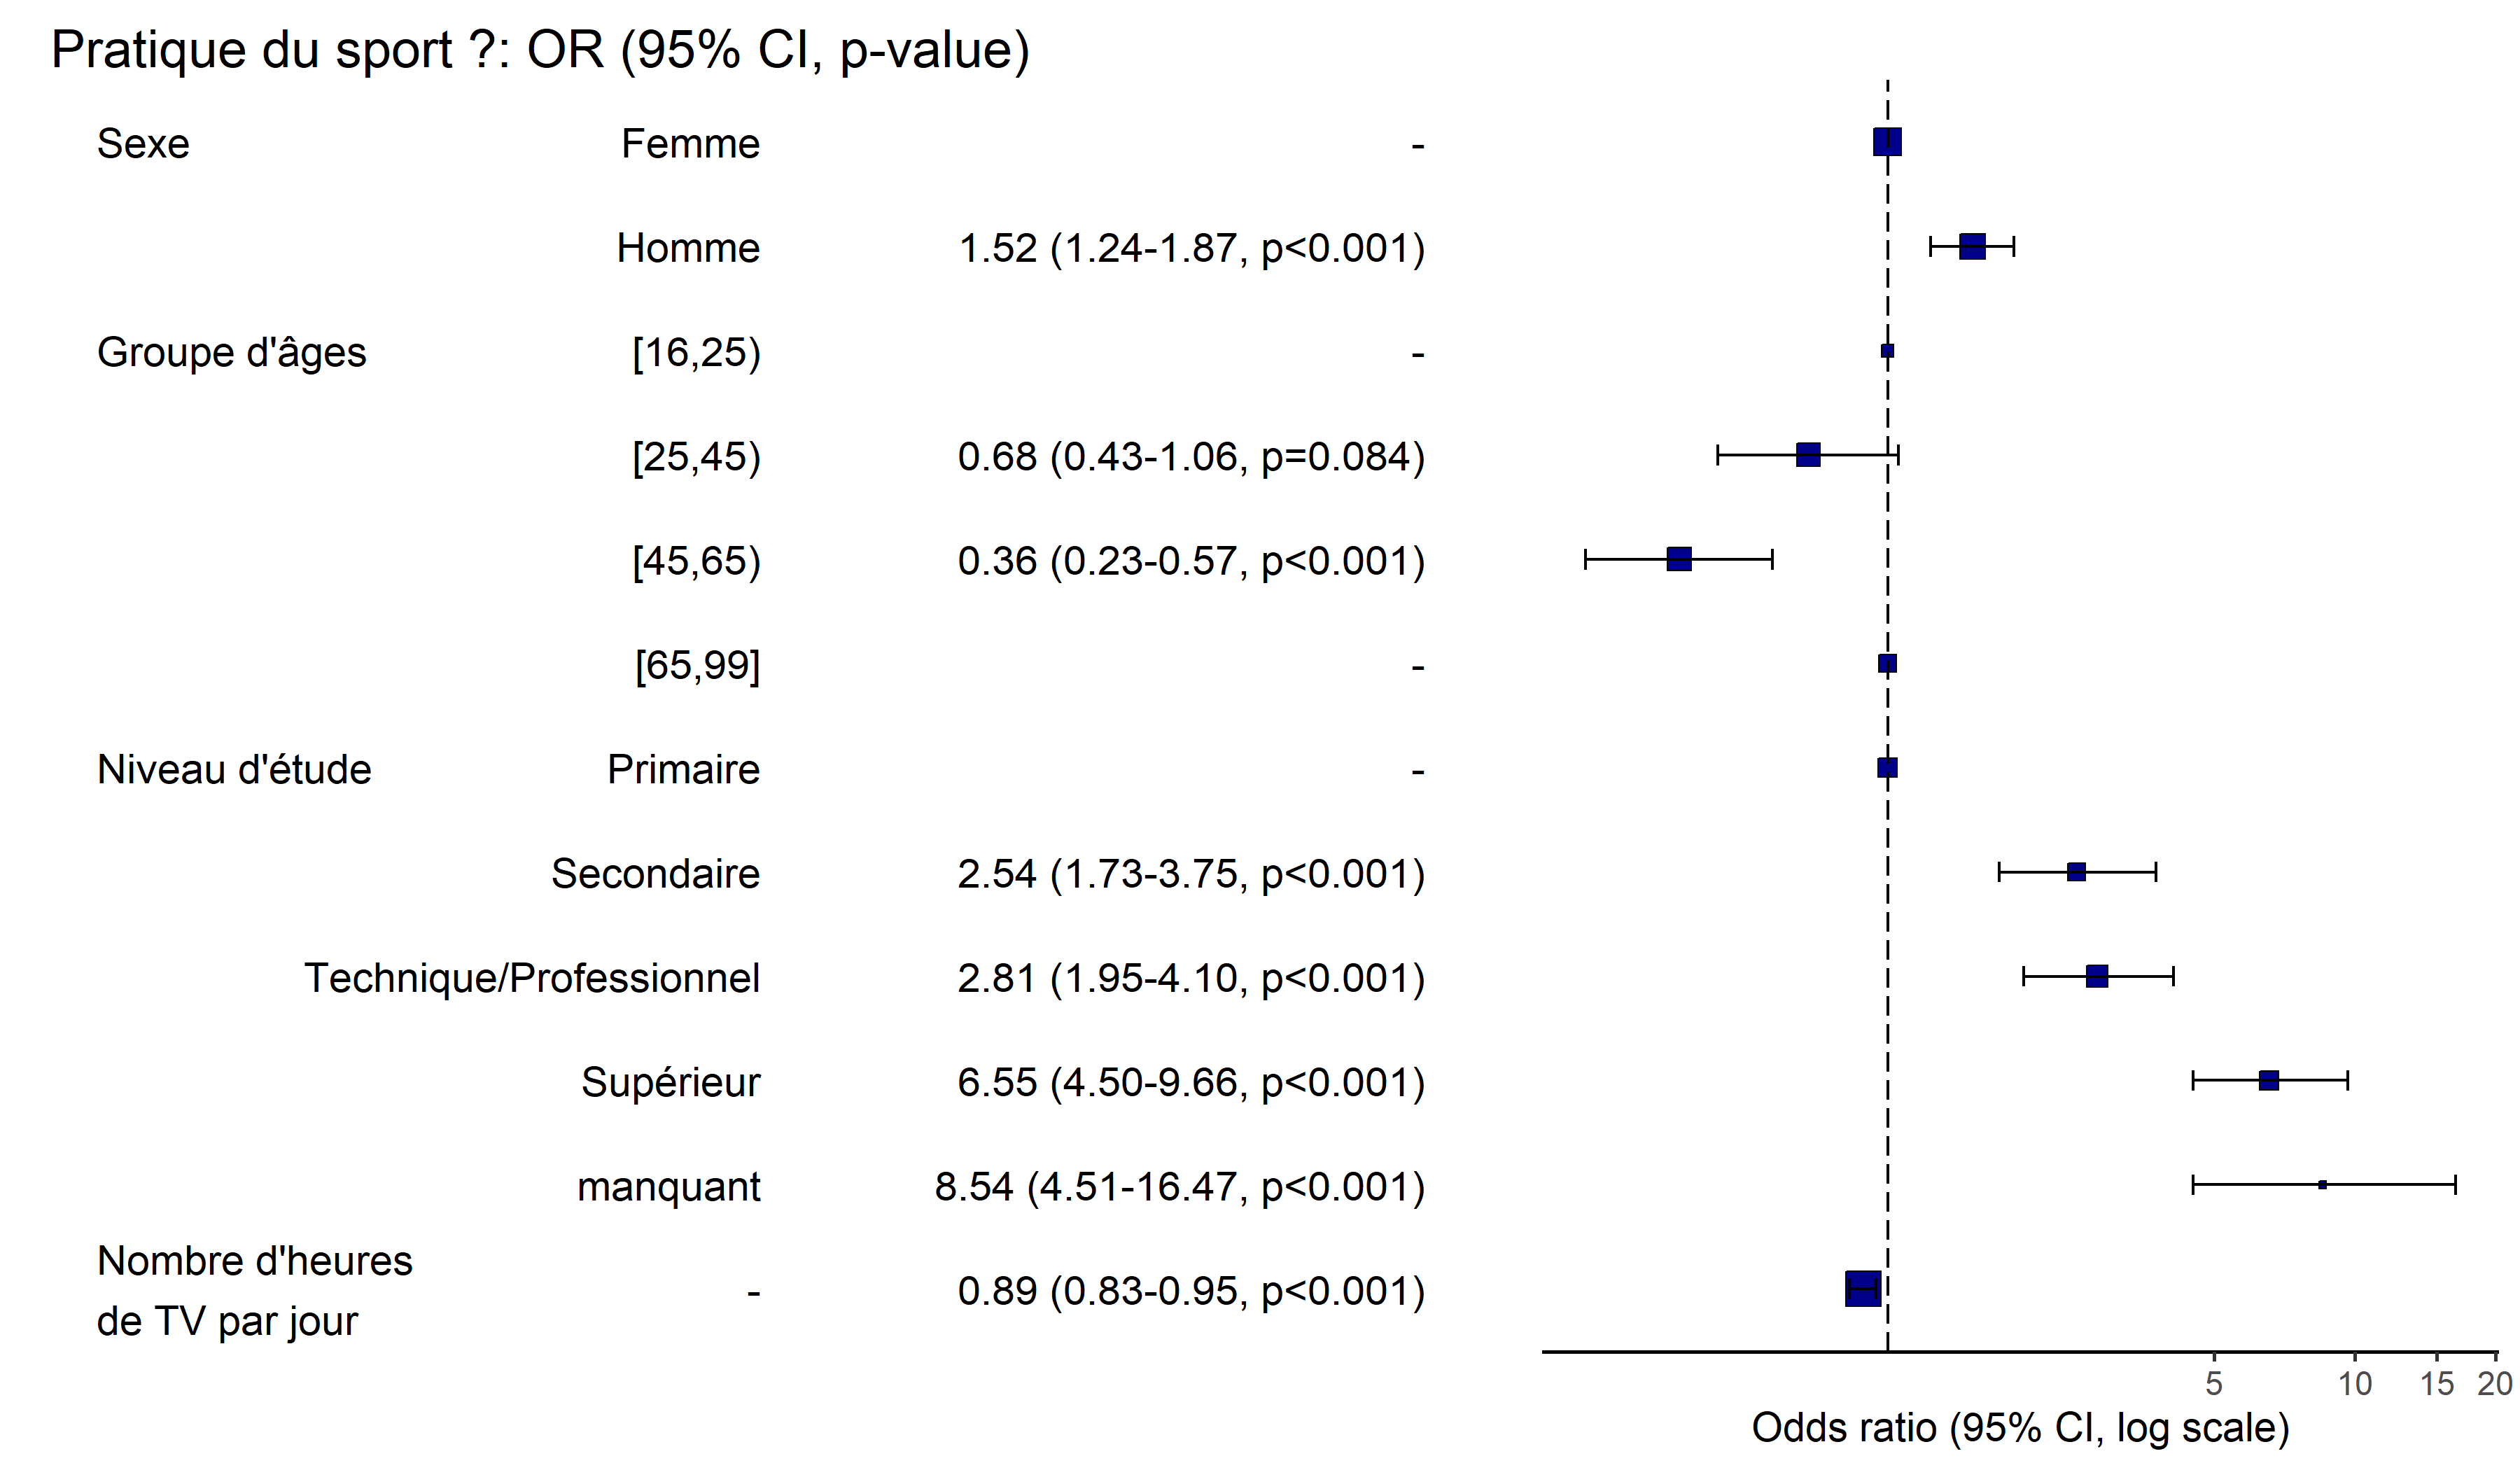 Pratique du sport ?: OR (95% CI, p-value)
Sexe Femme -
Homme 1.52 (1.24-1.87, p<0.001)
Groupe d'âges [16,25) -
[25,45) 0.68 (0.43-1.06, p=0.084)
[45,65) 0.36 (0.23-0.57, p<0.001)
[65,99] -
Niveau d'étude Primaire -
Secondaire 2.54 (1.73-3.75, p<0.001)
Technique/Professionnel 2.81 (1.95-4.10, p<0.001)
Supérieur 6.55 (4.50-9.66, p<0.001)
manquant 8.54 (4.51-16.47, p<0.001)
Nombre d'heures
de TV par jour - 0.89 (0.83-0.95, p<0.001)
5 10 15 20
Odds ratio (95% CI, log scale)